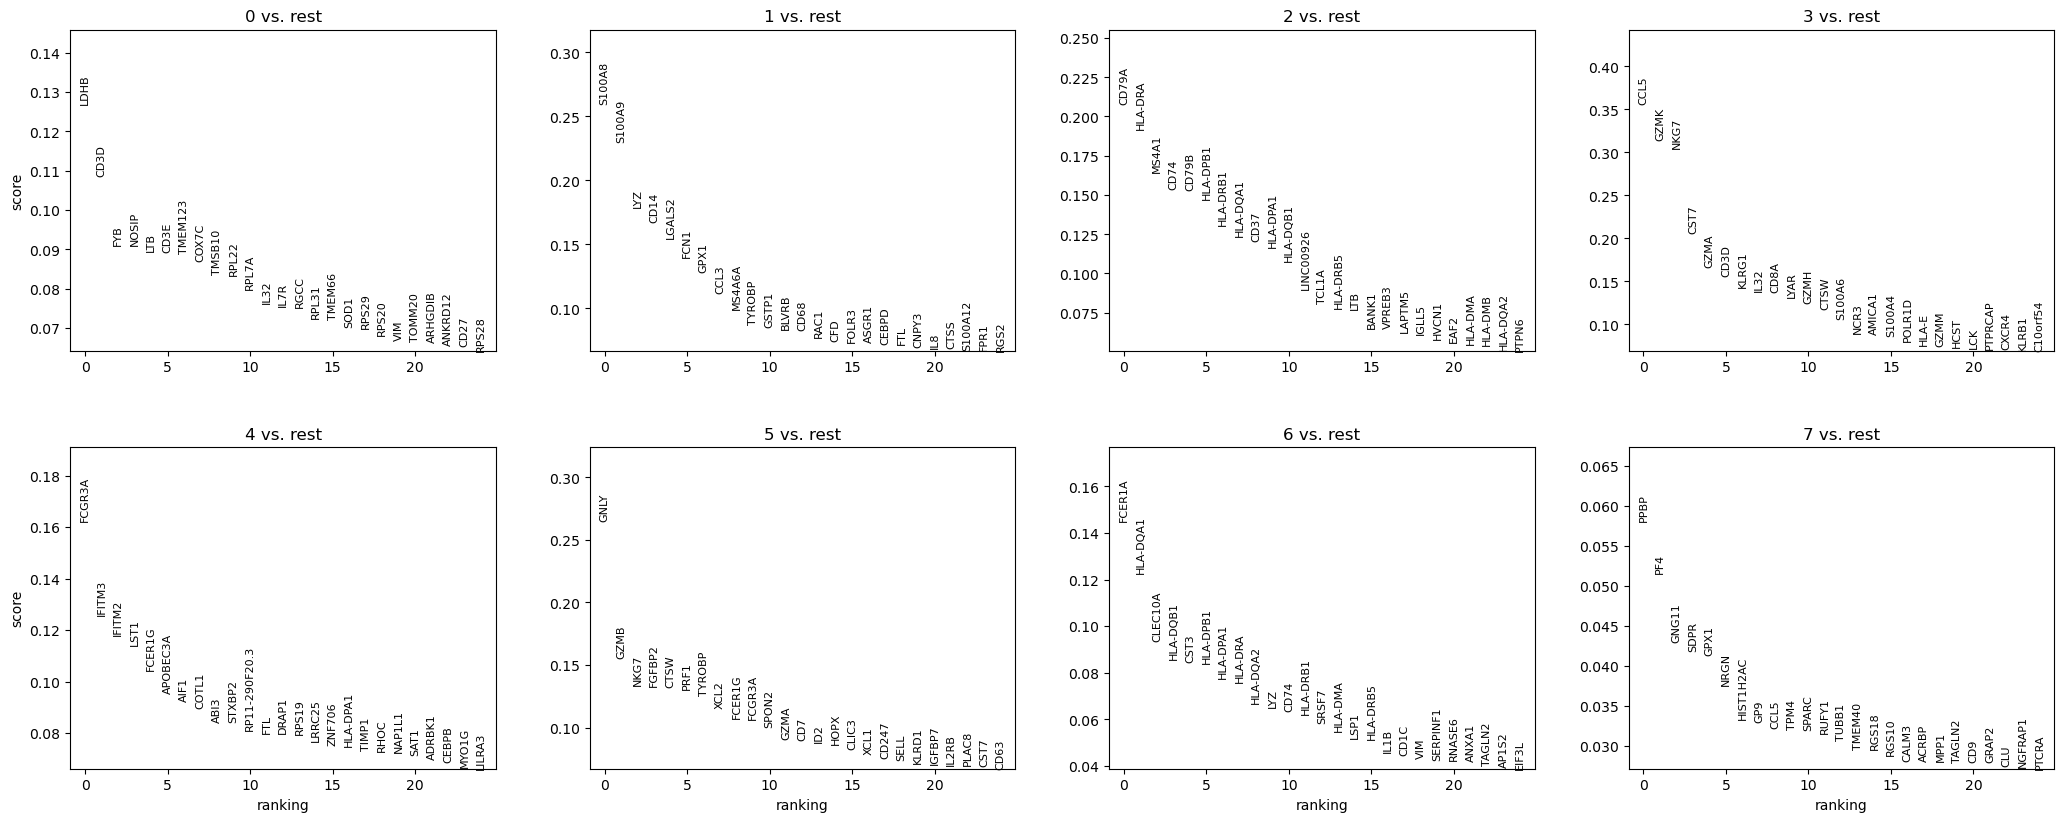 0 vs. rest
score
0.14
0.13
0.12
0.11
0.10
0.09
0.08
0.07
LDHB
CD3D
FYB
NOSIP
LTB
CD3E
TMEM123
COX7C
TMSB10
RPL22
RPL7A
IL32
IL7R
RGCC
RPL31
TMEM66
SOD1
RPS29
RPS20
VIM
TOMM20
ARHGDIB
ANKRD12
CD27
RPS28
0 5 10 15 20
1 vs. rest
0.30
0.25
0.20
0.15
0.10
S100A8
S100A9
LYZ
CD14
LGALS2
FCN1
GPX1
CCL3
MS4A6A
TYROBP
GSTP1
BLVRB
CD68
RAC1
CFD
FOLR3
ASGR1
CEBPD
FTL
CNPY3
IL8
CTSS
S100A12
FPR1
RGS2
0 5 10 15 20
2 vs. rest
0.250
0.225
0.200
0.175
0.150
0.125
0.100
0.075
CD79A
HLA-DRA
MS4A1
CD74
CD79B
HLA-DPB1
HLA-DRB1
HLA-DQA1
CD37
HLA-DPA1
HLA-DQB1
LINC00926
TCL1A
HLA-DRB5
LTB
BANK1
VPREB3
LAPTM5
IGLL5
HVCN1
EAF2
HLA-DMA
HLA-DMB
HLA-DQA2
PTPN6
0 5 10 15 20
3 vs. rest
0.40
0.35
0.30
0.25
0.20
0.15
0.10
CCL5
GZMK
NKG7
CST7
GZMA
CD3D
KLRG1
IL32
CD8A
LYAR
GZMH
CTSW
S100A6
NCR3
AMICA1
S100A4
POLR1D
HLA-E
GZMM
HCST
LCK
PTPRCAP
CXCR4
KLRB1
C10orf54
0 5 10 15 20
4 vs. rest
score
0.18
0.16
0.14
0.12
0.10
0.08
FCGR3A
IFITM3
IFITM2
LST1
FCER1G
APOBEC3A
AIF1
COTL1
ABI3
STXBP2
RP11-290F20.3
FTL
DRAP1
RPS19
LRRC25
ZNF706
HLA-DPA1
TIMP1
RHOC
NAP1L1
SAT1
ADRBK1
CEBPB
MYO1G
LILRA3
0 5 10 15 20
ranking
5 vs. rest
0.30
0.25
0.20
0.15
0.10
GNLY
GZMB
NKG7
FGFBP2
CTSW
PRF1
TYROBP
XCL2
FCER1G
FCGR3A
SPON2
GZMA
CD7
ID2
HOPX
CLIC3
XCL1
CD247
SELL
KLRD1
IGFBP7
IL2RB
PLAC8
CST7
CD63
0 5 10 15 20
ranking
6 vs. rest
0.16
0.14
0.12
0.10
0.08
0.06
0.04
FCER1A
HLA-DQA1
CLEC10A
HLA-DQB1
CST3
HLA-DPB1
HLA-DPA1
HLA-DRA
HLA-DQA2
LYZ
CD74
HLA-DRB1
SRSF7
HLA-DMA
LSP1
HLA-DRB5
IL1B
CD1C
VIM
SERPINF1
RNASE6
ANXA1
TAGLN2
AP1S2
EIF3L
0 5 10 15 20
ranking
7 vs. rest
0.065
0.060
0.055
0.050
0.045
0.040
0.035
0.030
PPBP
PF4
GNG11
SDPR
GPX1
NRGN
HIST1H2AC
GP9
CCL5
TPM4
SPARC
RUFY1
TUBB1
TMEM40
RGS18
RGS10
CALM3
ACRBP
MPP1
TAGLN2
CD9
GRAP2
CLU
NGFRAP1
PTCRA
0 5 10 15 20
ranking